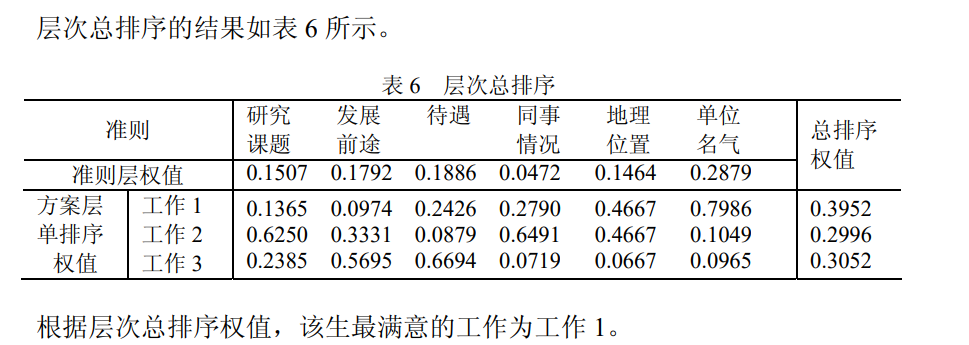 层次总排序的结果如表 6 所示。
表 6 层次总排序
准则 研究课题 发展前途 待遇 同事情况 地理位置 单位名气 总排序权值
准则层权值 0.1507 0.1792 0.1886 0.0472 0.1464 0.2879
方案层 工作 1 0.1365 0.0974 0.2426 0.2790 0.4667 0.7986 0.3952
单排序 工作 2 0.6250 0.3331 0.0879 0.6491 0.4667 0.1049 0.2996
权值 工作 3 0.2385 0.5695 0.6694 0.0719 0.0667 0.0965 0.3052
根据层次总排序权值，该生最满意的工作为工作 1。